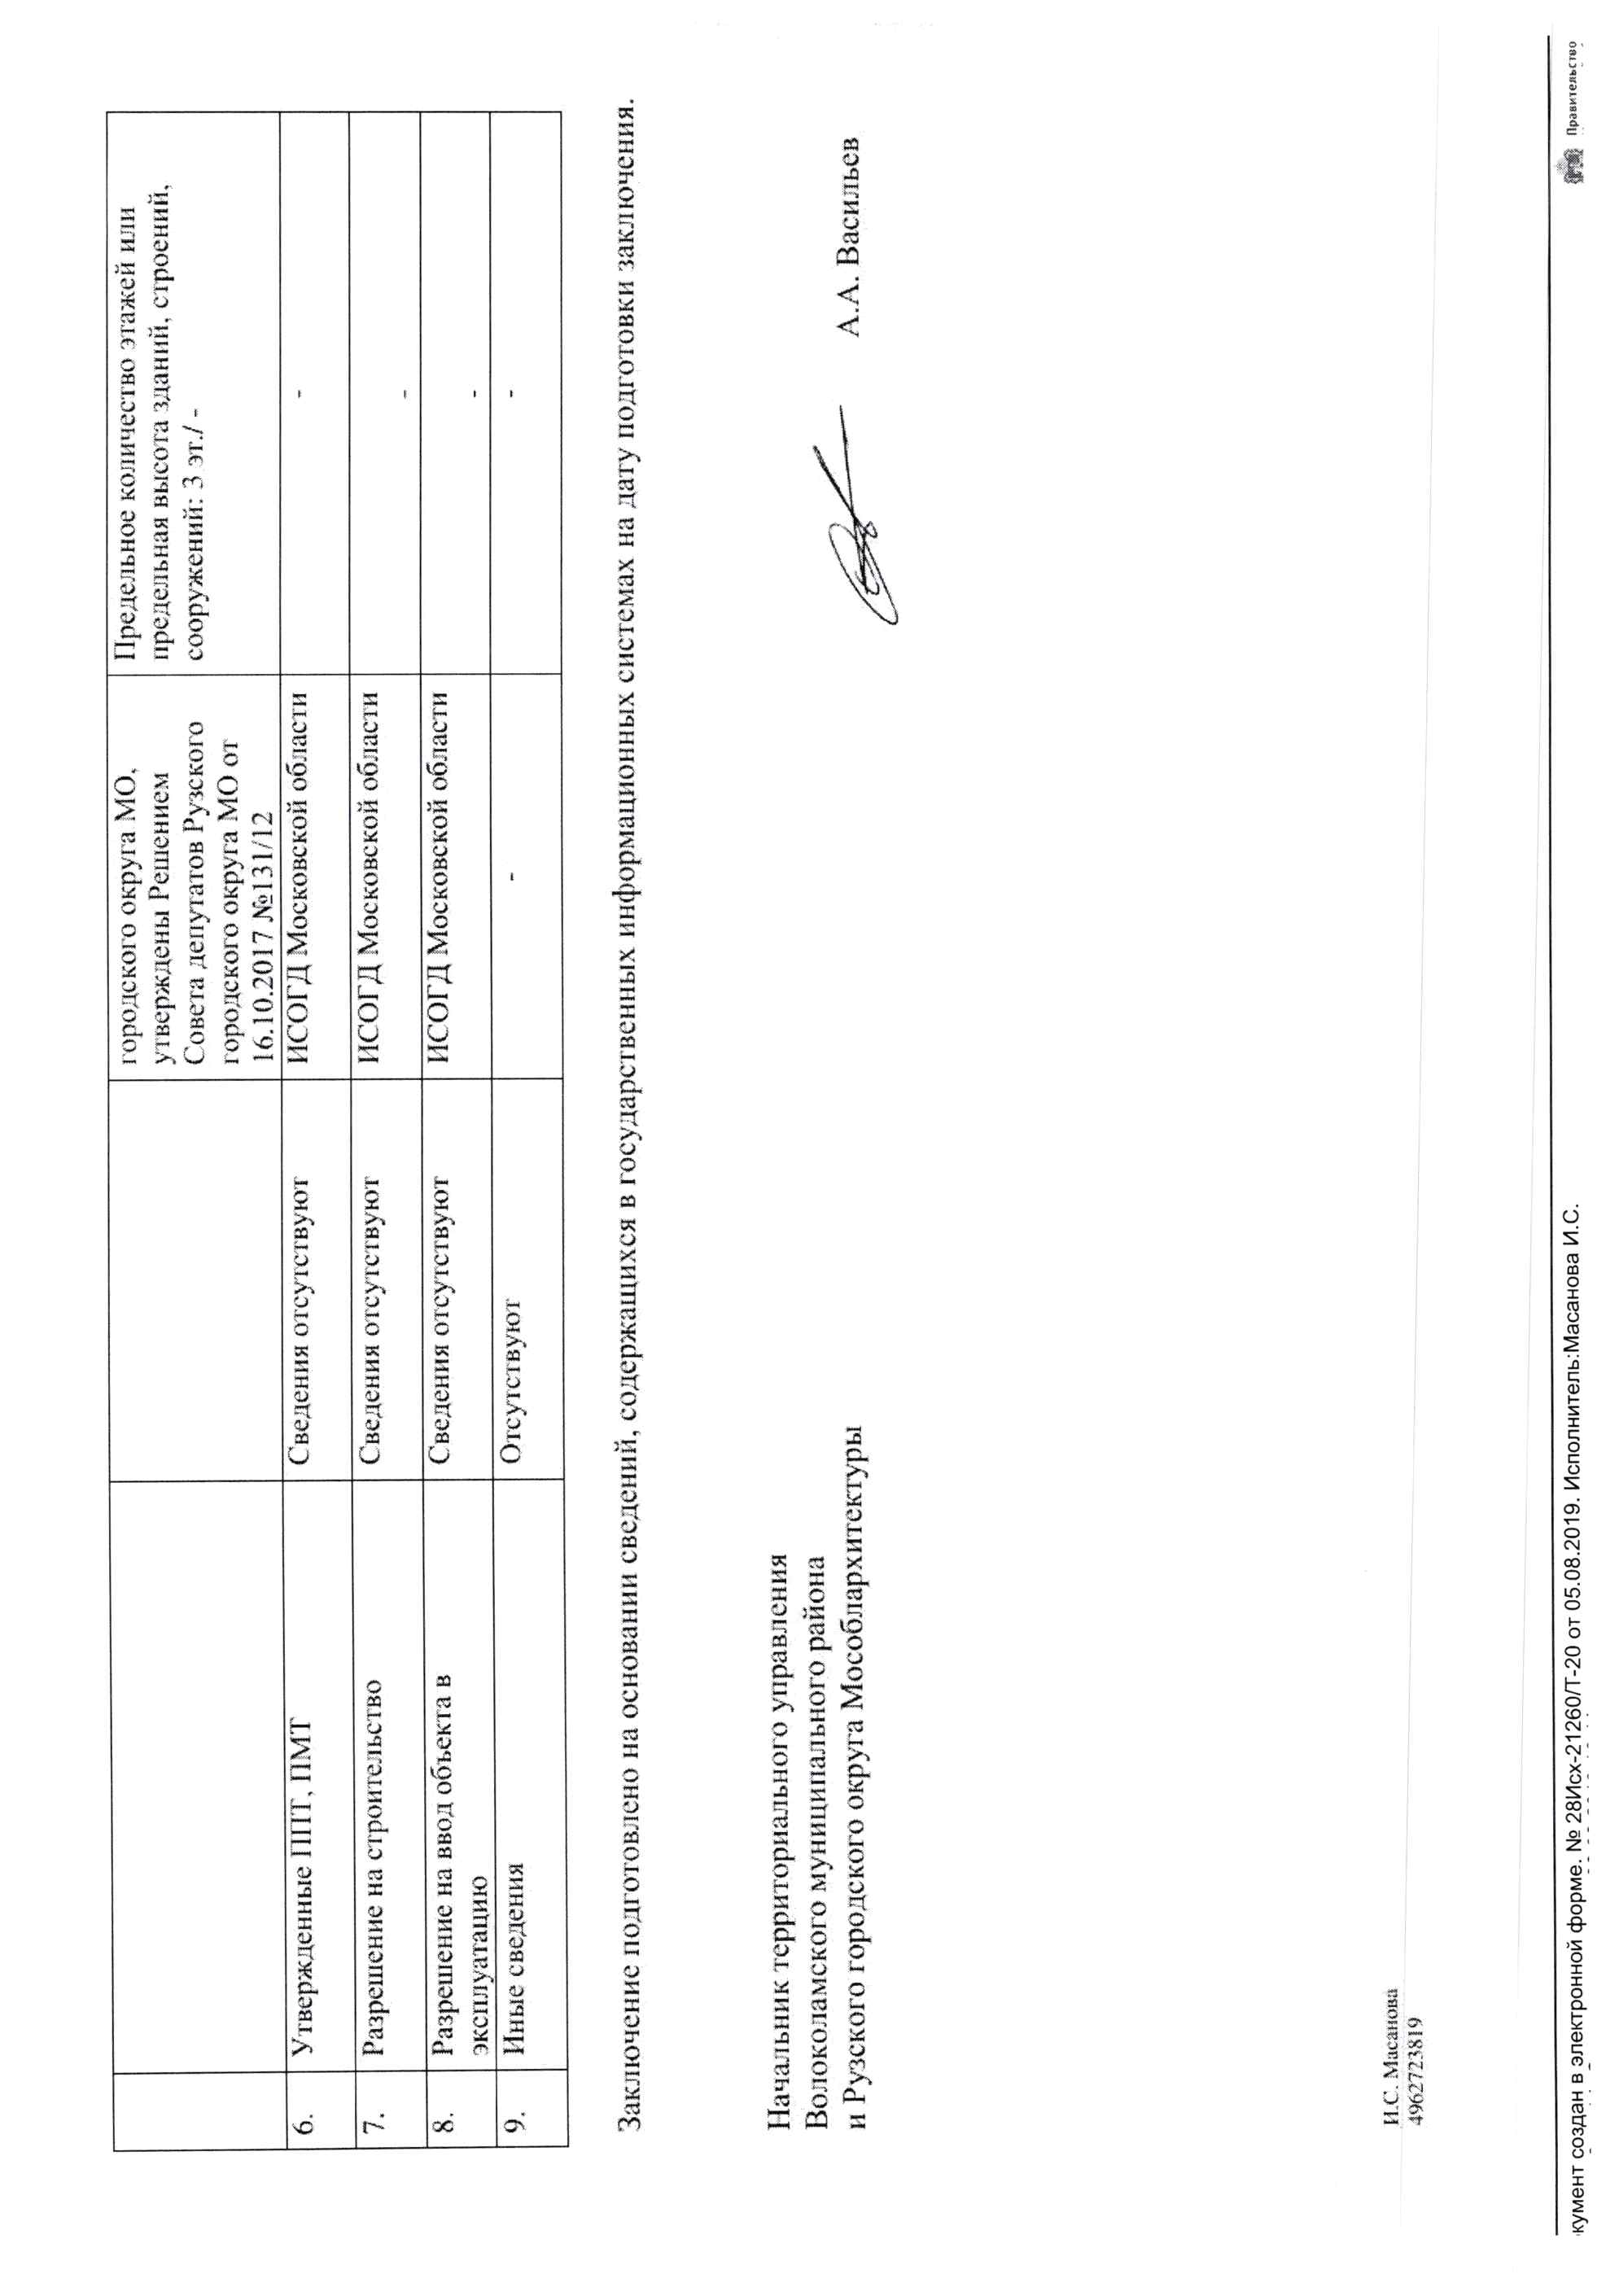 городского округа МО,
утверждены Решением
Совета депутатов Рузского
городского округа МО от
16.10.2017 №131/12
Предельное количество этажей или
предельная высота зданий, строений,
сооружений: 3 эт./ -
6. Утвержденные ППТ, ПМТ Сведения отсутствуют ИСОГД Московской области -
7. Разрешение на строительство Сведения отсутствуют ИСОГД Московской области -
8. Разрешение на ввод объекта в Сведения отсутствуют ИСОГД Московской области -
эксплуатацию
9. Иные сведения Отсутствуют - -
Заключение подготовлено на основании сведений, содержащихся в государственных информационных системах на дату подготовки заключения.
Начальник территориального управления
Волоколамского муниципального района
и Рузского городского округа Мособлархитектуры А.А. Васильев
И.С. Масанова
4962723819
кумент создан в электронной форме. № 28Исх-21260/Т-20 от 05.08.2019. Исполнитель:Масанова И.С.
Правительство